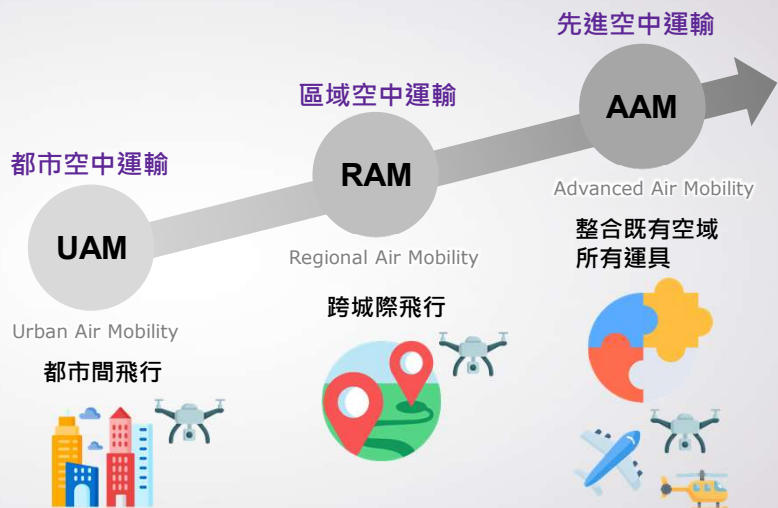 都市空中運輸
UAM
Urban Air Mobility
都市間飛行
區域空中運輸
RAM
Regional Air Mobility
跨城際飛行
先進空中運輸
AAM
Advanced Air Mobility
整合既有空域
所有運具